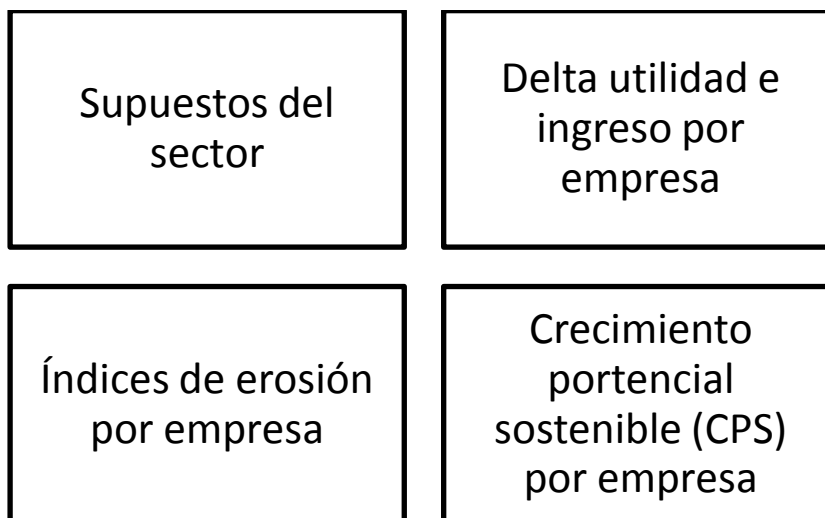 Supuestos del
sector
Delta utilidad e
ingreso por
empresa
Índices de erosión
por empresa
Crecimiento
portencial
sostenible (CPS)
por empresa